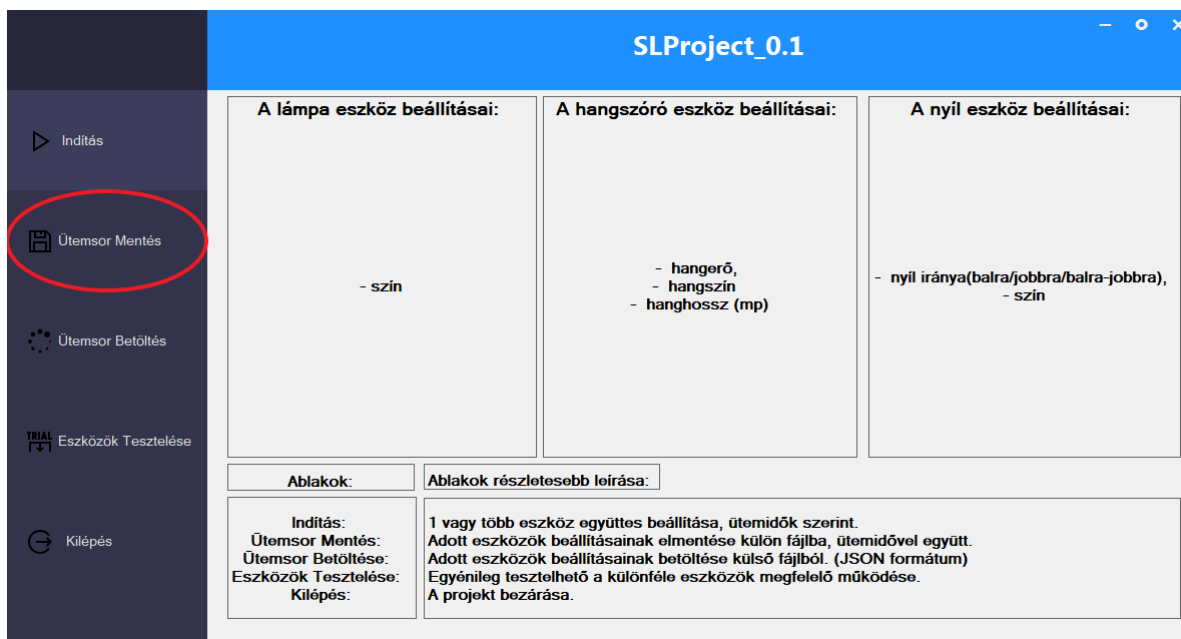 SLProject_0.1
Indítás
Ütemsor Mentés
Ütemsor Betöltés
TRIAL
Eszközök Tesztelése
Kilépés
A lámpa eszköz beállításai:
- szín
A hangszóró eszköz beállításai:
- hangerő,
- hangszín
- hanghossz (mp)
A nyíl eszköz beállításai:
- nyíl iránya(balra/jobbra/balra-jobbra),
- szín
Ablakok:
Ablakok részletesebb leírása:
Indítás:
Ütemsor Mentés:
Ütemsor Betöltése:
Eszközök Tesztelése:
Kilépés:
1 vagy több eszköz együttes beállítása, ütemidők szerint.
Adott eszközök beállításainak elmentése külön fájlba, ütemidővel együtt.
Adott eszközök beállításainak betöltése külső fájlból. (JSON formátum)
Egyénileg tesztelhető a különféle eszközök megfelelő működése.
A projekt bezárása.